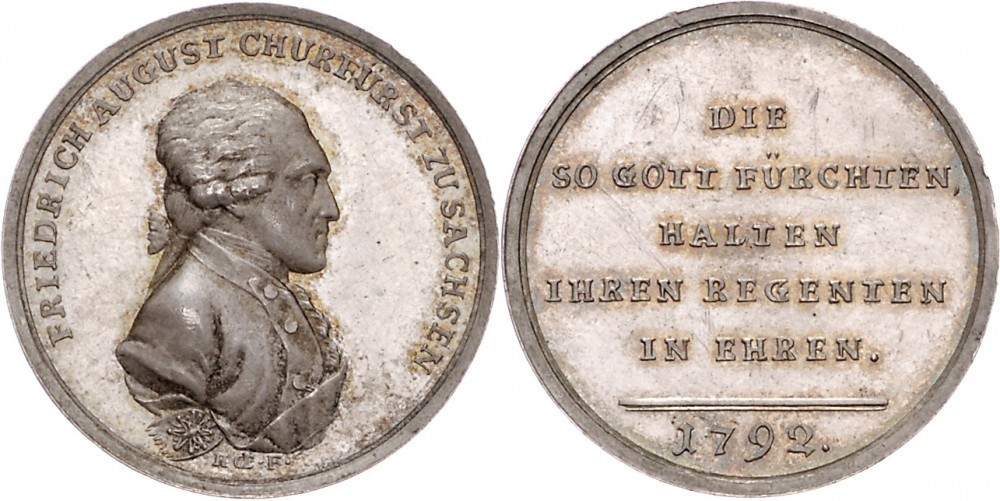 FRIEDRICH AUGUST CHURFÜRST ZU SACHSEN
DIE
SO GOTT FÜRCHTEN,
HALTEN
IHREN REGENTEN
IN EHREN.
1792.